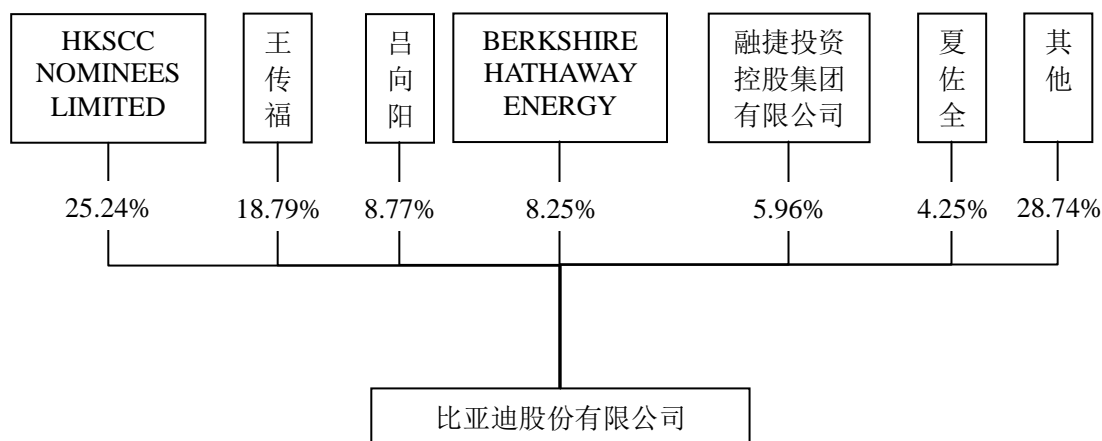 HKSCC
NOMINEES
LIMITED
王
传
福
吕
向
阳
BERKSHIRE
HATHAWAY
ENERGY
融捷投资
控股集团
有限公司
夏
佐
全
其
他
25.24%
18.79%
8.77%
8.25%
5.96%
4.25%
28.74%
比亚迪股份有限公司